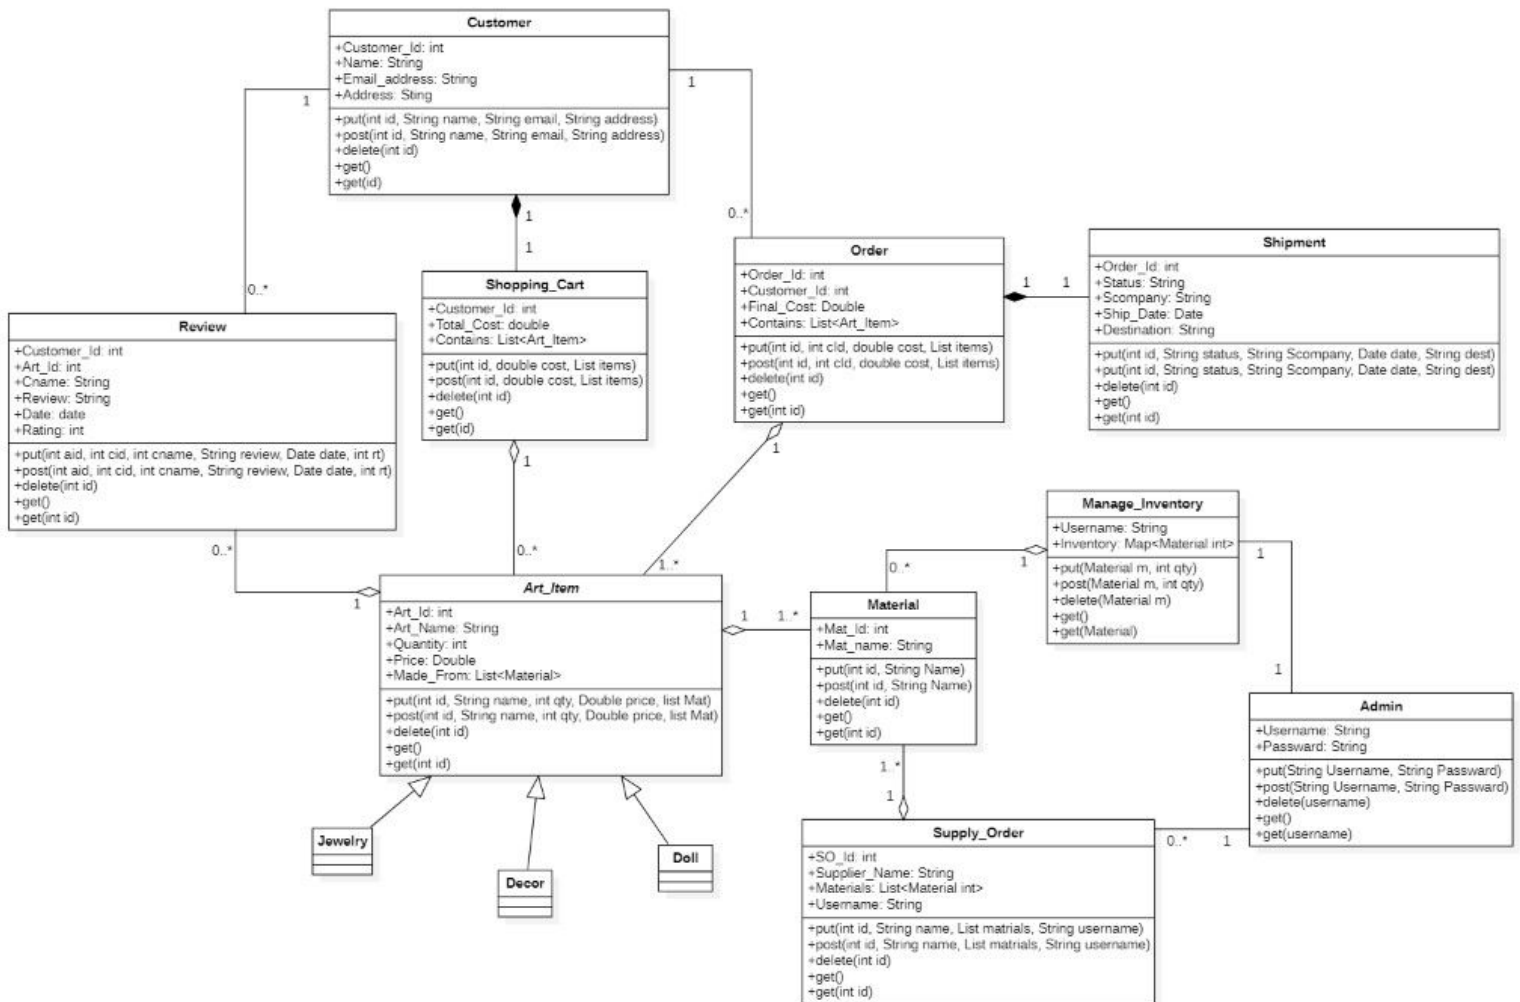 Customer
+Customer_Id: int
+Name: String
+Email_address: String
+Address: Sting
+put(int id, String name, String email, String address)
+post(int id, String name, String email, String address)
+delete(int id)
+get()
+get(id)
1
1
0..*
0..*
1
1
Review
+Customer_Id: int
+Art_Id: int
+Cname: String
+Review: String
+Date: date
+Rating: int
+put(int aid, int cid, int cname, String review, Date date, int rt)
+post(int aid, int cid, int cname, String review, Date date, int rt)
+delete(int id)
+get()
+get(int id)
0..*
1
Shopping_Cart
+Customer_Id: int
+Total_Cost: double
+Contains: List<Art_Item>
+put(int id, double cost, List items)
+post(int id, double cost, List items)
+delete(int id)
+get()
+get(id)
1
0..*
Order
+Order_Id: int
+Customer_Id: int
+Final_Cost: Double
+Contains: List<Art_Item>
+put(int id, int cId, double cost, List items)
+post(int id, int cId, double cost, List items)
+delete(int id)
+get()
+get(int id)
1
1
1
1..*
Shipment
+Order_Id: int
+Status: String
+Scompany: String
+Ship_Date: Date
+Destination: String
+put(int id, String status, String Scompany, Date date, String dest)
+put(int id, String status, String Scompany, Date date, String dest)
+delete(int id)
+get()
+get(int id)
Art_Item
+Art_Id: int
+Art_Name: String
+Quantity: int
+Price: Double
+Made_From: List<Material>
+put(int id, String name, int qty, Double price, list Mat)
+post(int id, String name, int qty, Double price, list Mat)
+delete(int id)
+get()
+get(int id)
1
1..*
Material
+Mat_Id: int
+Mat_name: String
+put(int id, String Name)
+post(int id, String Name)
+delete(int id)
+get()
+get(int id)
0..*
1
Manage_Inventory
+Username: String
+Inventory: Map<Material int>
+put(Material m, int qty)
+post(Material m, int qty)
+delete(Material m)
+get()
+get(Material)
1
1
Admin
+Username: String
+Passward: String
+put(String Username, String Passward)
+post(String Username, String Passward)
+delete(username)
+get()
+get(username)
1..*
1
0..*
1
Jewelry
Decor
Doll
Supply_Order
+SO_Id: int
+Supplier_Name: String
+Materials: List<Material int>
+Username: String
+put(int id, String name, List matrials, String username)
+post(int id, String name, List matrials, String username)
+delete(int id)
+get()
+get(int id)